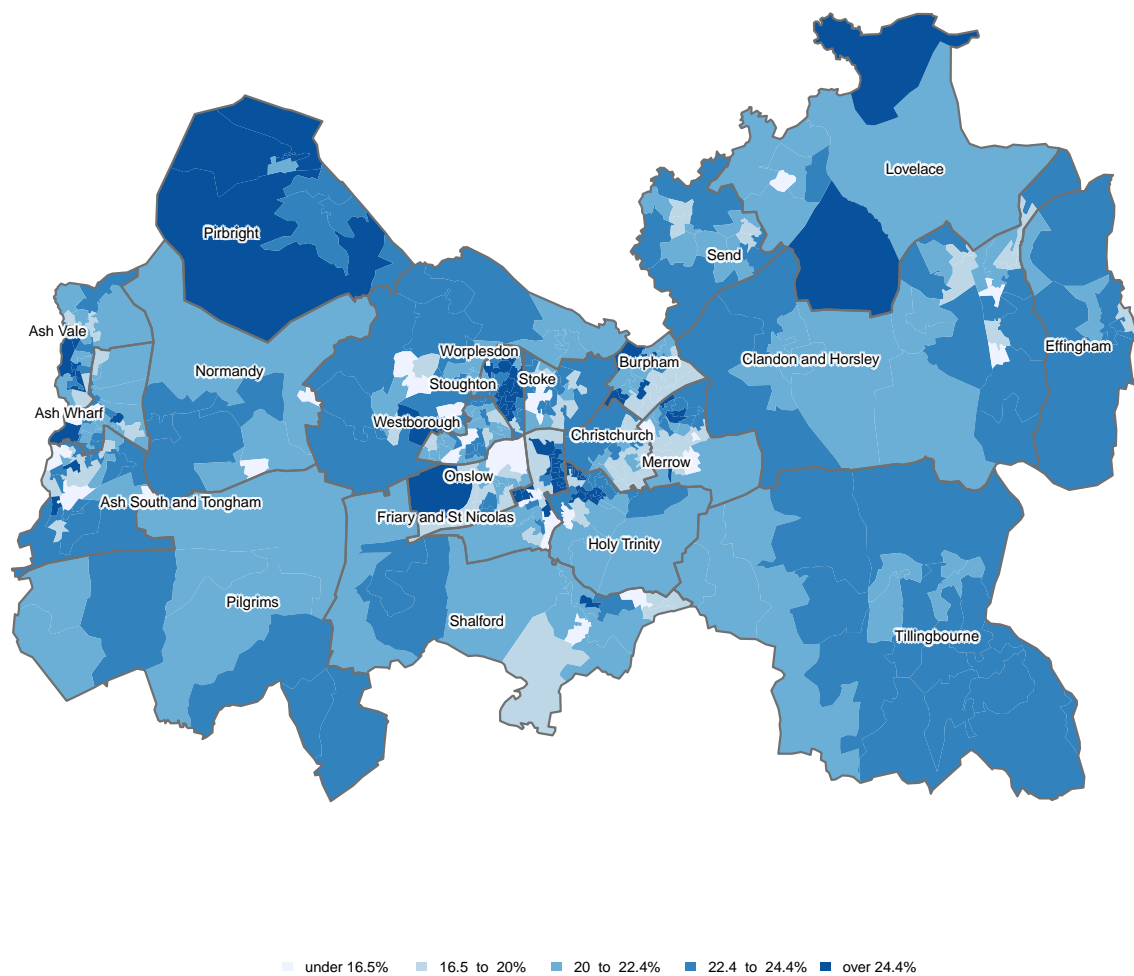 Lovelace
Pirbright
Send
Ash Vale
Worplesdon
Burpham
Effingham
Clandon and Horsley
Normandy
Stoughton
Stoke
Ash Wharf
Westborough
Christchurch
Merrow
Onslow
Ash South and Tongham
Friary and St Nicolas
Holy Trinity
Pilgrims
Shalford
Tillingbourne
under 16.5% 16.5 to 20% 20 to 22.4% 22.4 to 24.4% over 24.4%